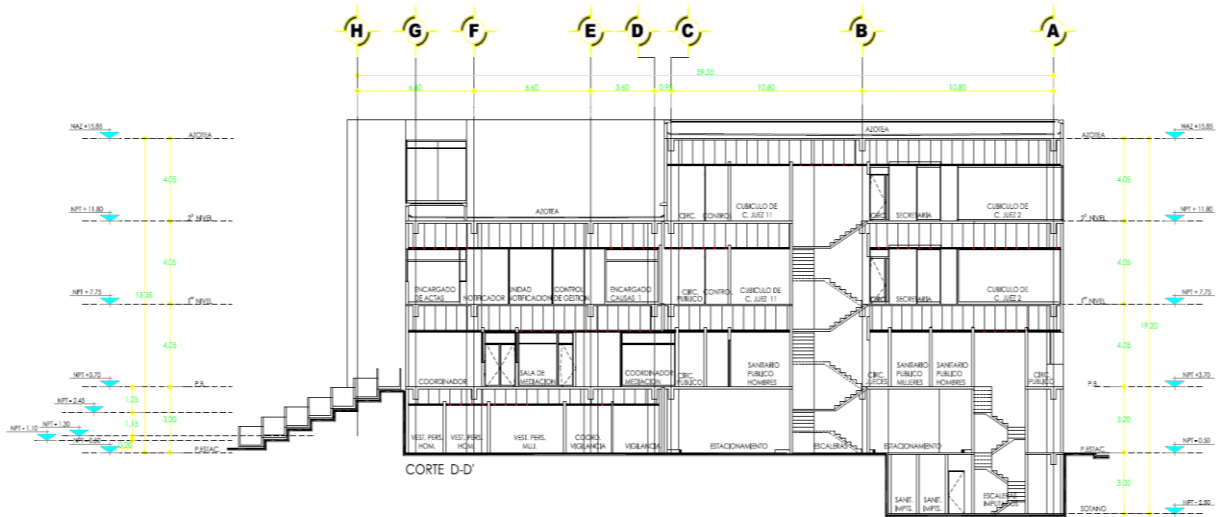 H G F E D C B A
39.35
6.60 6.60 3.60 0.95 10.80 10.80
NAZ +15.85 AZOTEA
AZOTEA
AZOTEA NAZ +15.85
4.05
4.05
CIRC. CONTROL CUBICULO DE C. JUEZ 11
CIRC. SECRETARIA CUBICULO DE C. JUEZ 2
NPT + 11.80 2° NIVEL
AZOTEA
2° NIVEL NPT + 11.80
4.05
4.05
ENCARGADO DE ACTAS
NOTIFICADOR
UNIDAD NOTIFICACION
CONTROL DE GESTION
ENCARGADO CAUSAS 1
CIRC. PUBLICO
CONTROL
CUBICULO DE C. JUEZ 11
CIRC. SECRETARIA
CUBICULO DE C. JUEZ 2
NPT + 7.75 1° NIVEL
1° NIVEL NPT + 7.75
19.20
4.05
4.05
COORDINADOR
SALA DE MEDIACION
COORDINADOR MEDIACION
CIRC. PUBLICO
SANITARIO PUBLICO HOMBRES
CIRC. JUECES
SANITARIO PUBLICO MUJERES
SANITARIO PUBLICO HOMBRES
CIRC. PUBLICO
NPT +3.70 P.B.
P.B. NPT +3.70
1.25
NPT + 2.45
1.15
3.20
3.20
NPT - 1.10
NPT + 1.30
P.ESTAC.
VEST. PERS. HOM.
VEST. PERS. HOM.
VEST. PERS. MUJ.
COORD. VIGILANCIA
VIGILANCIA
ESTACIONAMIENTO
ESCALERAS
ESTACIONAMIENTO
P.ESTAC. NPT + 0.50
CORTE D-D'
3.00
SANIT. IMPTS.
SANIT. IMPTS.
ESCALERAS IMPUTADOS
SOTANO NPT - 2.50